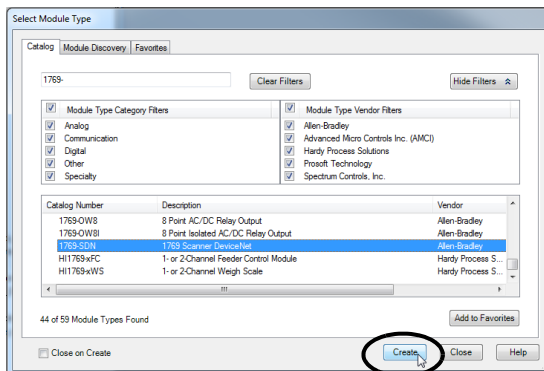 Select Module Type
Catalog Module Discovery Favorites
1769- Clear Filters Hide Filters
Module Type Category Filters Module Type Vendor Filters
Analog Allen-Bradley
Communication Advanced Micro Controls Inc. (AMCI)
Digital Hardy Process Solutions
Other Prosoft Technology
Specialty Spectrum Controls, Inc.
Catalog Number Description Vendor
1769-OW8 8 Point AC/DC Relay Output Allen-Bradley
1769-OW8I 8 Point Isolated AC/DC Relay Output Allen-Bradley
1769-SDN 1769 Scanner DeviceNet Allen-Bradley
HI1769-xFC 1- or 2-Channel Feeder Control Module Hardy Process S...
HI1769-xWS 1- or 2-Channel Weigh Scale Hardy Process S...
44 of 59 Module Types Found Add to Favorites
Close on Create Create Close Help